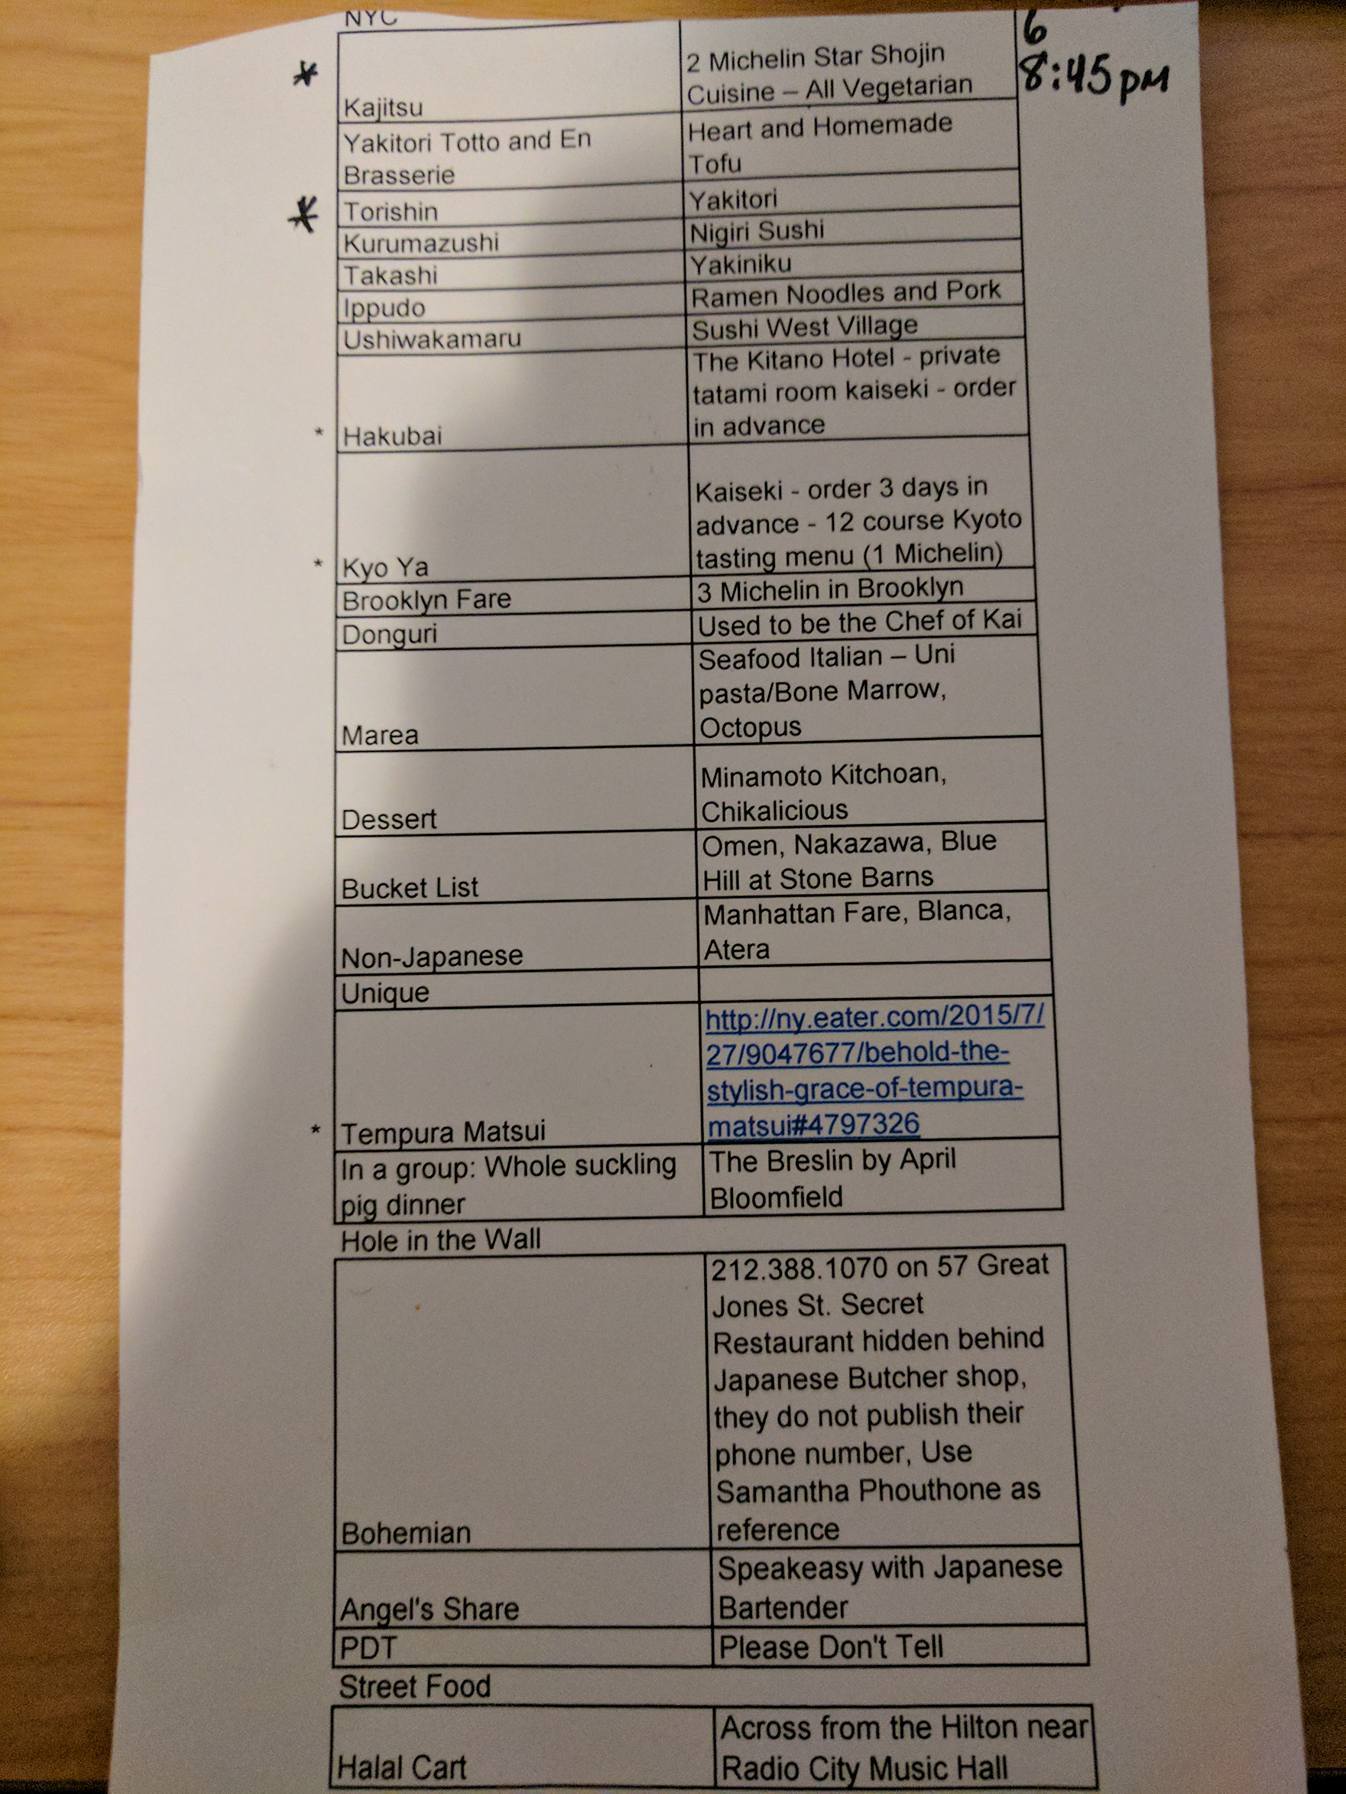 NYC
6
8:45pm
* Kajitsu
2 Michelin Star Shojin
Cuisine – All Vegetarian
Yakitori Totto and En
Brasserie
Heart and Homemade
Tofu
* Torishin
Yakitori
Kurumazushi
Nigiri Sushi
Takashi
Yakiniku
Ippudo
Ramen Noodles and Pork
Ushiwakamaru
Sushi West Village
* Hakubai
The Kitano Hotel - private
tatami room kaiseki - order
in advance
* Kyo Ya
Kaiseki - order 3 days in
advance - 12 course Kyoto
tasting menu (1 Michelin)
Brooklyn Fare
3 Michelin in Brooklyn
Donguri
Used to be the Chef of Kai
Marea
Seafood Italian – Uni
pasta/Bone Marrow,
Octopus
Dessert
Minamoto Kitchoan,
Chikalicious
Bucket List
Omen, Nakazawa, Blue
Hill at Stone Barns
Non-Japanese
Manhattan Fare, Blanca,
Atera
Unique
* Tempura Matsui
http://ny.eater.com/2015/7/
27/9047677/behold-the-
stylish-grace-of-tempura-
matsui#4797326
In a group: Whole suckling
pig dinner
The Breslin by April
Bloomfield
Hole in the Wall
Bohemian
212.388.1070 on 57 Great
Jones St. Secret
Restaurant hidden behind
Japanese Butcher shop,
they do not publish their
phone number, Use
Samantha Phouthone as
reference
Angel's Share
Speakeasy with Japanese
Bartender
PDT
Please Don't Tell
Street Food
Halal Cart
Across from the Hilton near
Radio City Music Hall